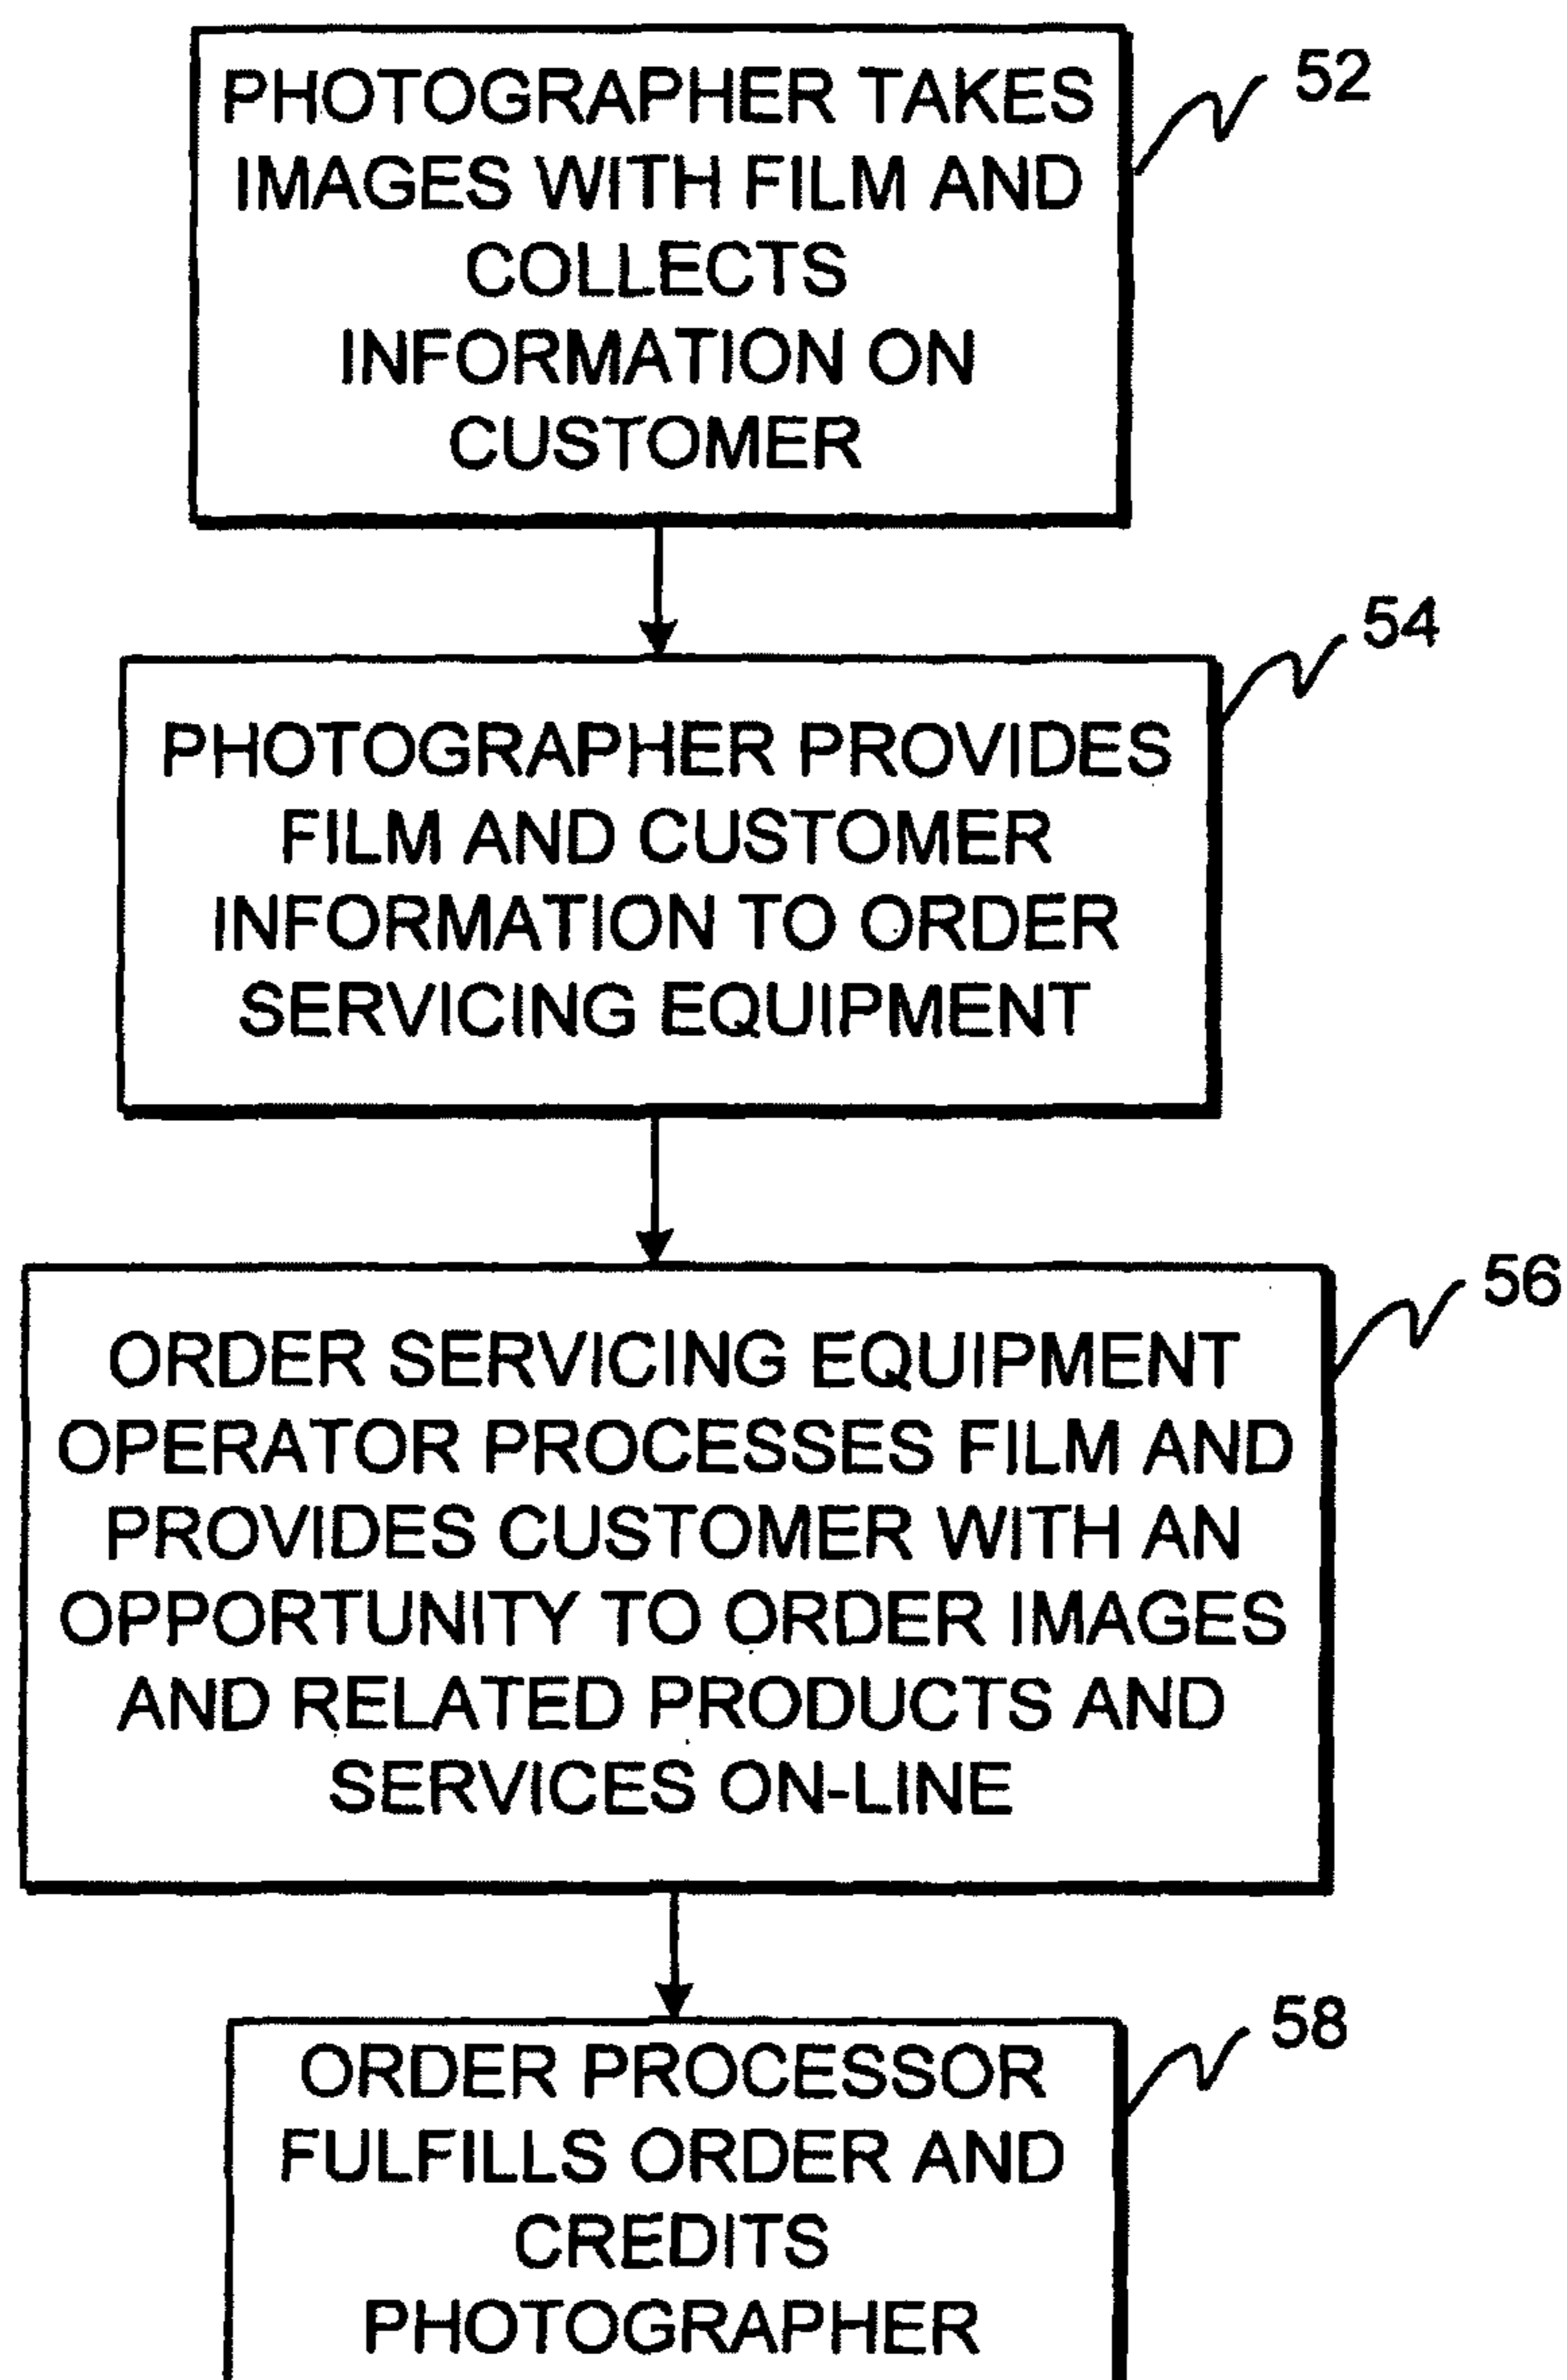 PHOTOGRAPHER TAKES
IMAGES WITH FILM AND
COLLECTS
INFORMATION ON
CUSTOMER
52
PHOTOGRAPHER PROVIDES
FILM AND CUSTOMER
INFORMATION TO ORDER
SERVICING EQUIPMENT
54
ORDER SERVICING EQUIPMENT
OPERATOR PROCESSES FILM AND
PROVIDES CUSTOMER WITH AN
OPPORTUNITY TO ORDER IMAGES
AND RELATED PRODUCTS AND
SERVICES ON-LINE
56
ORDER PROCESSOR
FULFILLS ORDER AND
CREDITS
PHOTOGRAPHER
58